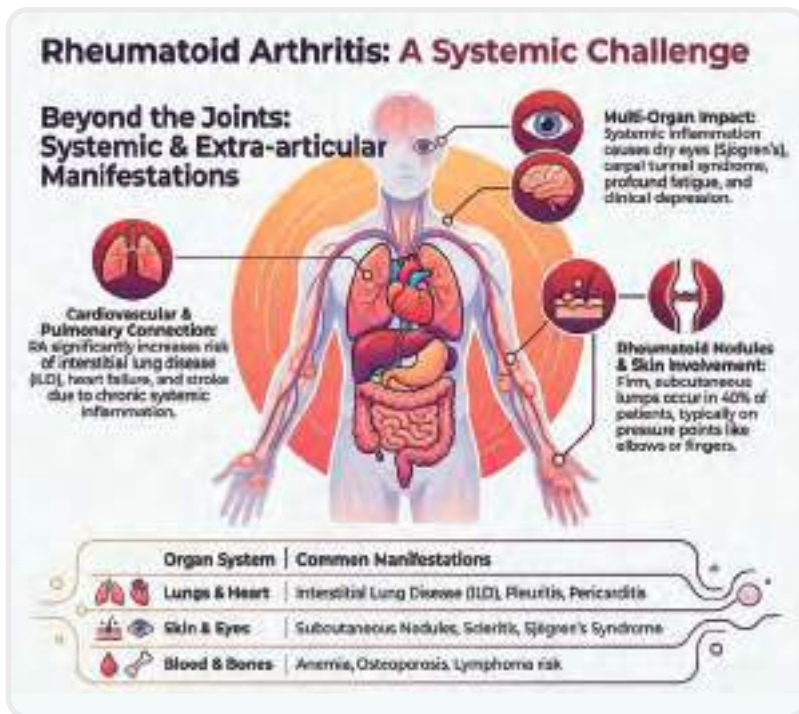 Rheumatoid Arthritis: A Systemic Challenge
Beyond the Joints:
Systemic & Extra-articular
Manifestations
Multi-Organ Impact:
Systemic inflammation
causes dry eyes (Sjögren's),
carpal tunnel syndrome,
profound fatigue, and
clinical depression.
Cardiovascular &
Pulmonary Connection:
RA significantly increases risk
of interstitial lung disease
(ILD), heart failure, and stroke
due to chronic systemic
inflammation.
Rheumatoid Nodules
& Skin Involvement:
Firm, subcutaneous
lumps occur in 40% of
patients, typically on
pressure points like
elbows or fingers.
Organ System | Common Manifestations
Lungs & Heart | Interstitial Lung Disease (ILD), Pleuritis, Pericarditis
Skin & Eyes | Subcutaneous Nodules, Scleritis, Sjögren's Syndrome
Blood & Bones | Anemia, Osteoporosis, Lymphoma risk